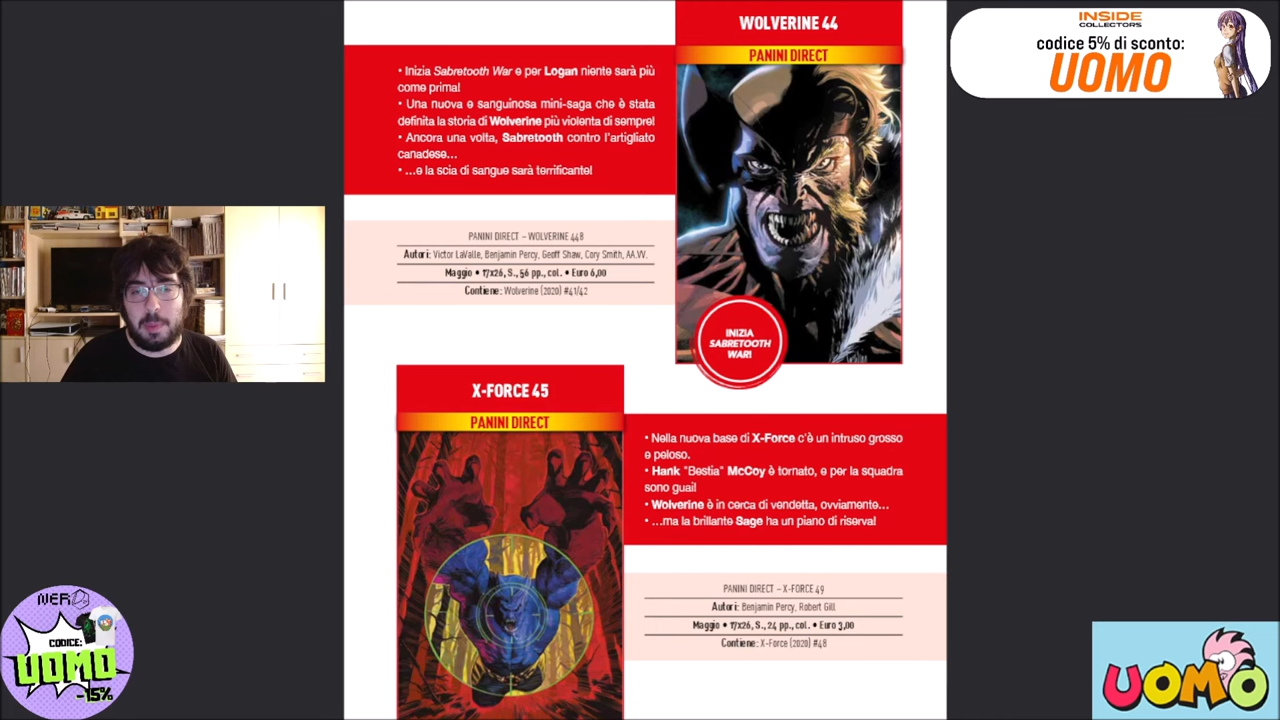 WOLVERINE 44
PANINI DIRECT
• Inizia Sabretooth War e per Logan niente sarà più
come prima!
• Una nuova e sanguinosa mini-saga che è stata
definita la storia di Wolverine più violenta di sempre!
• Ancora una volta, Sabretooth contro l'artigliato
canadese...
• ...e la scia di sangue sarà terrificante!
PANINI DIRECT – WOLVERINE 448
Autori: Victor LaValle, Benjamin Percy, Geoff Shaw, Cory Smith, AA.VV.
Maggio • 17x26, S., 56 pp., col. • Euro 6,00
Contiene: Wolverine (2020) #41/42
INIZIA
SABRETOOTH
WAR!
X-FORCE 45
PANINI DIRECT
• Nella nuova base di X-Force c'è un intruso grosso
e peloso.
• Hank "Bestia" McCoy è tornato, e per la squadra
sono guai!
• Wolverine è in cerca di vendetta, ovviamente...
• ...ma la brillante Sage ha un piano di riserva!
PANINI DIRECT – X-FORCE 49
Autori: Benjamin Percy, Robert Gill
Maggio • 17x26, S., 24 pp., col. • Euro 3,00
Contiene: X-Force (2020) #48
INSIDE
COLLECTORS
codice 5% di sconto:
UOMO
CODICE:
UOMO
-15%
UOMO